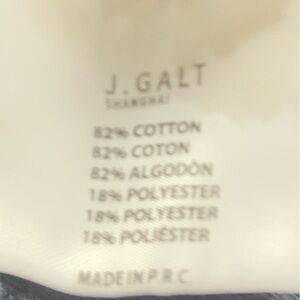 J.GALT
SHANGHAI
82% COTTON
82% COTON
82% ALGODÓN
18% POLYESTER
18% POLYESTER
18% POLIÉSTER
MADE IN P.R.C.